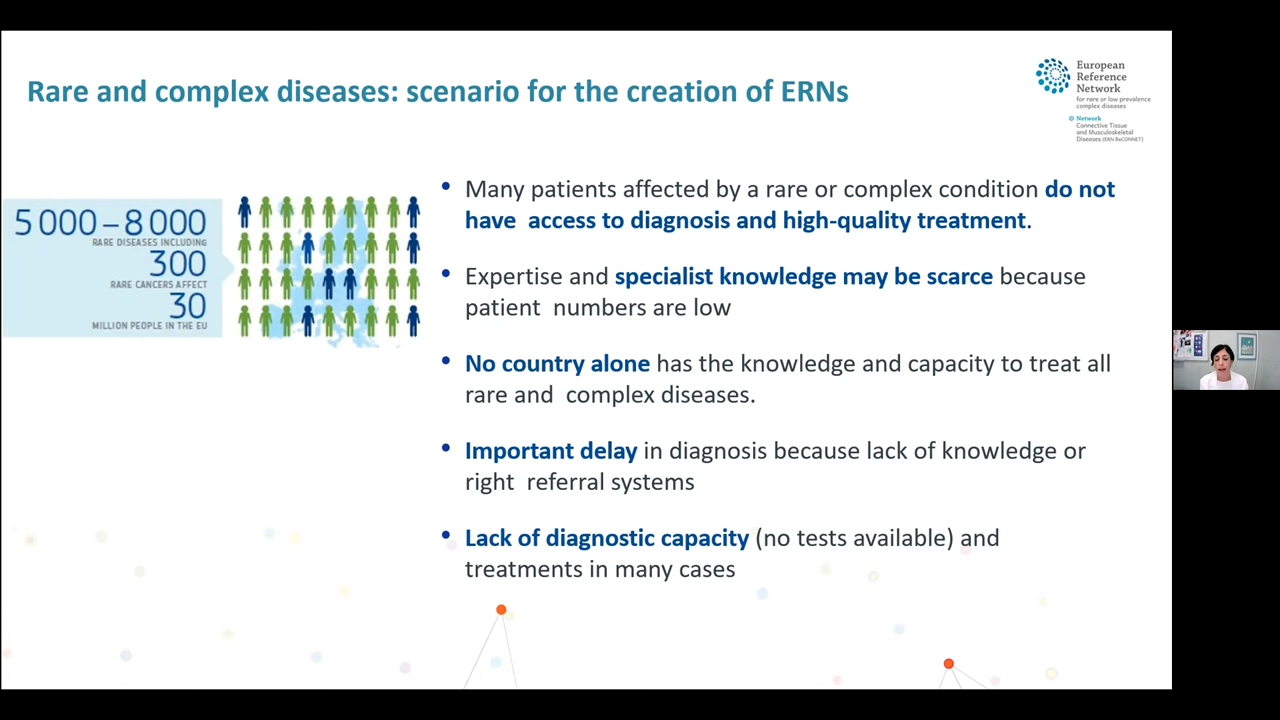 Rare and complex diseases: scenario for the creation of ERNs
European
Reference
Network
for rare or low prevalence
complex diseases
Network
Connective Tissue
and Musculoskeletal
Diseases (ERN ReCONNET)
5 000 – 8 000
RARE DISEASES INCLUDING
300
RARE CANCERS AFFECT
30
MILLION PEOPLE IN THE EU
• Many patients affected by a rare or complex condition do not
have access to diagnosis and high-quality treatment.
• Expertise and specialist knowledge may be scarce because
patient numbers are low
• No country alone has the knowledge and capacity to treat all
rare and complex diseases.
• Important delay in diagnosis because lack of knowledge or
right referral systems
• Lack of diagnostic capacity (no tests available) and
treatments in many cases